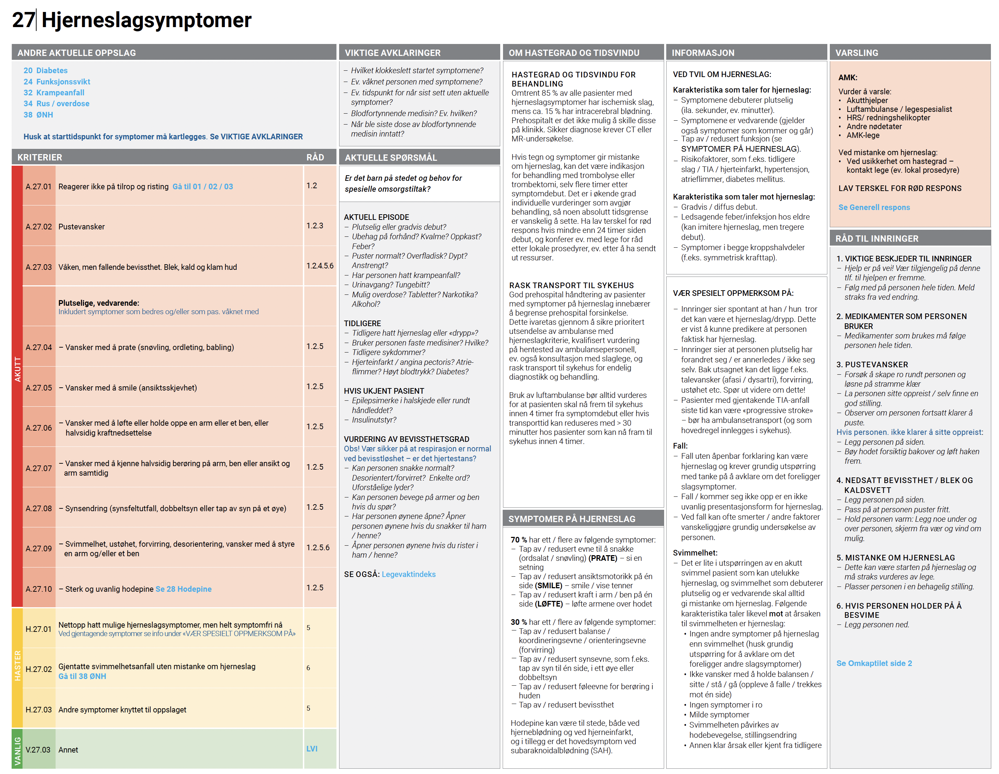 27 Hjerneslagsymptomer
ANDRE AKTUELLE OPPSLAG
20 Diabetes
24 Funksjonssvikt
32 Krampeanfall
34 Rus / overdose
38 ØNH
Husk at starttidspunkt for symptomer må kartlegges. Se VIKTIGE AVKLARINGER
KRITERIER
RÅD
AKUTT
A.27.01 Reagerer ikke på tilrop og risting Gå til 01 / 02 / 03 1.2
A.27.02 Pustevansker 1.2.3
A.27.03 Våken, men fallende bevissthet. Blek, kald og klam hud 1.2.4.5.6
Plutselige, vedvarende:
Inkludert symptomer som bedres og/eller som pas. våknet med
A.27.04 – Vansker med å prate (snøvling, ordleting, babling) 1.2.5
A.27.05 – Vansker med å smile (ansiktsskjevhet) 1.2.5
A.27.06 – Vansker med å løfte eller holde oppe en arm eller et ben, eller
halvsidig kraftnedsettelse 1.2.5
A.27.07 – Vansker med å kjenne halvsidig berøring på arm, ben eller ansikt og
arm samtidig 1.2.5
A.27.08 – Synsendring (synsfeltutfall, dobbeltsyn eller tap av syn på et øye) 1.2.5
A.27.09 – Svimmelhet, ustøhet, forvirring, desorientering, vansker med å styre
en arm og/eller et ben 1.2.5.6
A.27.10 – Sterk og uvanlig hodepine Se 28 Hodepine 1.2.5
HASTER
H.27.01 Nettopp hatt mulige hjerneslagsymptomer, men helt symptomfri nå 5
Ved gjentagende symptomer se info under «VÆR SPESIELT OPPMERKSOM PÅ»
H.27.02 Gjentatte svimmelhetsanfall uten mistanke om hjerneslag 6
Gå til 38 ØNH
H.27.03 Andre symptomer knyttet til oppslaget 5
VANLIG
V.27.03 Annet LVI
VIKTIGE AVKLARINGER
– Hvilket klokkeslett startet symptomene?
– Ev. våknet personen med symptomene?
– Ev. tidspunkt for når sist sett uten aktuelle
symptomer?
– Blodfortynnende medisin? Ev. hvilken?
– Når ble siste dose av blodfortynnende
medisin inntatt?
AKTUELLE SPØRSMÅL
Er det barn på stedet og behov for
spesielle omsorgstiltak?
AKTUELL EPISODE
– Plutselig eller gradvis debut?
– Ubehag på forhånd? Kvalme? Oppkast?
Feber?
– Puster normalt? Overfladisk? Dypt?
Anstrengt?
– Har personen hatt krampeanfall?
– Urinavgang? Tungebitt?
– Mulig overdose? Tabletter? Narkotika?
Alkohol?
TIDLIGERE
– Tidligere hatt hjerneslag eller «drypp»?
– Bruker personen faste medisiner? Hvilke?
– Tidligere sykdommer?
– Hjerteinfarkt / angina pectoris? Atrie-
flimmer? Høyt blodtrykk? Diabetes?
HVIS UKJENT PASIENT
– Epilepsimerke i halskjede eller rundt
håndleddet?
– Insulinutstyr?
VURDERING AV BEVISSTHETSGRAD
Obs! Vær sikker på at respirasjon er normal
ved bevisstløshet – er det hjertestans?
– Kan personen snakke normalt?
Desorientert/forvirret? Enkelte ord?
Uforståelige lyder?
– Kan personen bevege på armer og ben
hvis du spør?
– Har personen øynene åpne? Åpner
personen øynene hvis du snakker til ham
/ henne?
– Åpner personen øynene hvis du rister i
ham / henne?
SE OGSÅ: Legevaktindeks
OM HASTEGRAD OG TIDSVINDU
HASTEGRAD OG TIDSVINDU FOR
BEHANDLING
Omtrent 85 % av alle pasienter med
hjerneslagsymptomer har ischemisk slag,
mens ca. 15 % har intracerebral blødning.
Prehospitalt er det ikke mulig å skille disse
på klinikk. Sikker diagnose krever CT eller
MR-undersøkelse.
Hvis tegn og symptomer gir mistanke
om hjerneslag, kan det være indikasjon
for behandling med trombolyse eller
trombektomi, selv flere timer etter
symptomdebut. Det er i økende grad
individuelle vurderinger som avgjør
behandling, så noen absolutt tidsgrense
er vanskelig å sette. Ha lav terskel for rød
respons hvis mindre enn 24 timer siden
debut, og konferer ev. med lege for råd
etter lokale prosedyrer, ev. etter å ha sendt
ut ressurser.
RASK TRANSPORT TIL SYKEHUS
God prehospital håndtering av pasienter
med symptomer på hjerneslag innebærer
å begrense prehospital forsinkelse.
Dette ivaretas gjennom å sikre prioritert
utsendelse av ambulanse med
hjerneslagkriterie, kvalifisert vurdering
på hentested av ambulansepersonell,
ev. også konsultasjon med slaglege, og
rask transport til sykehus for endelig
diagnostikk og behandling.
Bruk av luftambulanse bør alltid vurderes
for at pasienten skal nå frem til sykehus
innen 4 timer fra symptomdebut eller hvis
transporttid kan reduseres med > 30
minutter hos pasienter som kan nå fram til
sykehus innen 4 timer.
SYMPTOMER PÅ HJERNESLAG
70 % har ett / flere av følgende symptomer:
– Tap av / redusert evne til å snakke
(ordsalat / snøvling) (PRATE) – si en
setning
– Tap av / redusert ansiktsmotorikk på én
side (SMILE) – smile / vise tenner
– Tap av / redusert kraft i arm / ben på én
side (LØFTE) – løfte armene over hodet
30 % har ett / flere av følgende symptomer:
– Tap av / redusert balanse /
koordineringsevne / orienteringsevne
(forvirring)
– Tap av / redusert synsevne, som f.eks.
tap av syn til én side, i ett øye eller
dobbeltsyn
– Tap av / redusert føleevne for berøring i
huden
– Tap av / redusert bevissthet
Hodepine kan være til stede, både ved
hjerneblødning og ved hjerneinfarkt,
og i tillegg er det hovedsymptom ved
subaraknoidalblødning (SAH).
INFORMASJON
VED TVIL OM HJERNESLAG:
Karakteristika som taler for hjerneslag:
– Symptomene debuterer plutselig
(ila. sekunder, ev. minutter).
– Symptomene er vedvarende (gjelder
også symptomer som kommer og går)
– Tap av / redusert funksjon (se
SYMPTOMER PÅ HJERNESLAG).
– Risikofaktorer, som f.eks. tidligere
slag / TIA / hjerteinfarkt, hypertensjon,
atrieflimmer, diabetes mellitus.
Karakteristika som taler mot hjerneslag:
– Gradvis / diffus debut.
– Ledsagende feber/infeksjon hos eldre
(kan imitere hjerneslag, men tregere
debut).
– Symptomer i begge kroppshalvdeler
(f.eks. symmetrisk krafttap).
VÆR SPESIELT OPPMERKSOM PÅ:
– Innringer sier spontant at han / hun tror
det kan være et hjerneslag/drypp. Dette
er vist å kunne predikere at personen
faktisk har hjerneslag.
– Innringer sier at personen plutselig har
forandret seg / er annerledes / ikke seg
selv. Bak utsagnet kan det ligge f.eks.
talevansker (afasi / dysartri), forvirring,
ustøhet etc. Spør ut videre om dette!
– Pasienter med gjentakende TIA-anfall
siste tid kan være «progressive stroke»
– bør ha ambulansetransport (og som
hovedregel innlegges i sykehus).
Fall:
– Fall uten åpenbar forklaring kan være
hjerneslag og krever grundig utspørring
med tanke på å avklare om det foreligger
slagsymptomer.
– Fall / kommer seg ikke opp er en ikke
uvanlig presentasjonsform for hjerneslag.
– Ved fall kan ofte smerter / andre faktorer
vanskeliggjøre grundig undersøkelse av
personen.
Svimmelhet:
– Det er lite i utspørringen av en akutt
svimmel pasient som kan utelukke
hjerneslag, og svimmelhet som debuterer
plutselig og er vedvarende skal alltid
gi mistanke om hjerneslag. Følgende
karakteristika taler likevel mot at årsaken
til svimmelheten er hjerneslag:
• Ingen andre symptomer på hjerneslag
enn svimmelhet (husk grundig
utspørring for å avklare om det
foreligger andre slagsymptomer)
• Ikke vansker med å holde balansen /
sitte / stå / gå (oppleve å falle / trekkes
mot én side)
• Ingen symptomer i ro
• Milde symptomer
• Svimmelheten påvirkes av
hodebevegelse, stillingsendring
• Annen klar årsak eller kjent fra tidligere
VARSLING
AMK:
Vurder å varsle:
• Akutthjelper
• Luftambulanse / legespesialist
• HRS/ redningshelikopter
• Andre nødetater
• AMK-lege
Ved mistanke om hjerneslag:
• Ved usikkerhet om hastegrad –
kontakt lege (ev. lokal prosedyre)
LAV TERSKEL FOR RØD RESPONS
Se Generell respons
RÅD TIL INNRINGER
1. VIKTIGE BESKJEDER TIL INNRINGER
– Hjelp er på vei! Vær tilgjengelig på denne
tlf. til hjelpen er fremme.
– Følg med på personen hele tiden. Meld
straks fra ved endring.
2. MEDIKAMENTER SOM PERSONEN
BRUKER
– Medikamenter som brukes må følge
personen hele tiden.
3. PUSTEVANSKER
– Forsøk å skape ro rundt personen og
løsne på stramme klær
– La personen sitte oppreist / selv finne en
god stilling.
– Observer om personen fortsatt klarer å
puste.
Hvis personen. ikke klarer å sitte oppreist:
– Legg personen på siden.
– Bøy hodet forsiktig bakover og løft haken
frem.
4. NEDSATT BEVISSTHET / BLEK OG
KALDSVETT
– Legg personen på siden.
– Pass på at personen puster fritt.
– Hold personen varm: Legg noe under og
over personen, skjerm fra vær og vind om
mulig.
5. MISTANKE OM HJERNESLAG
– Dette kan være starten på hjerneslag og
må straks vurderes av lege.
– Plasser personen i en behagelig stilling.
6. HVIS PERSONEN HOLDER PÅ Å
BESVIME
– Legg personen ned.
Se Omkaptilet side 2